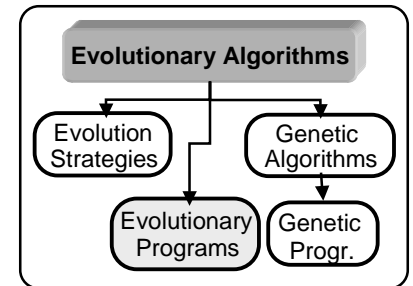 Evolutionary Algorithms
Evolution
Strategies
Genetic
Algorithms
Evolutionary
Programs
Genetic
Progr.